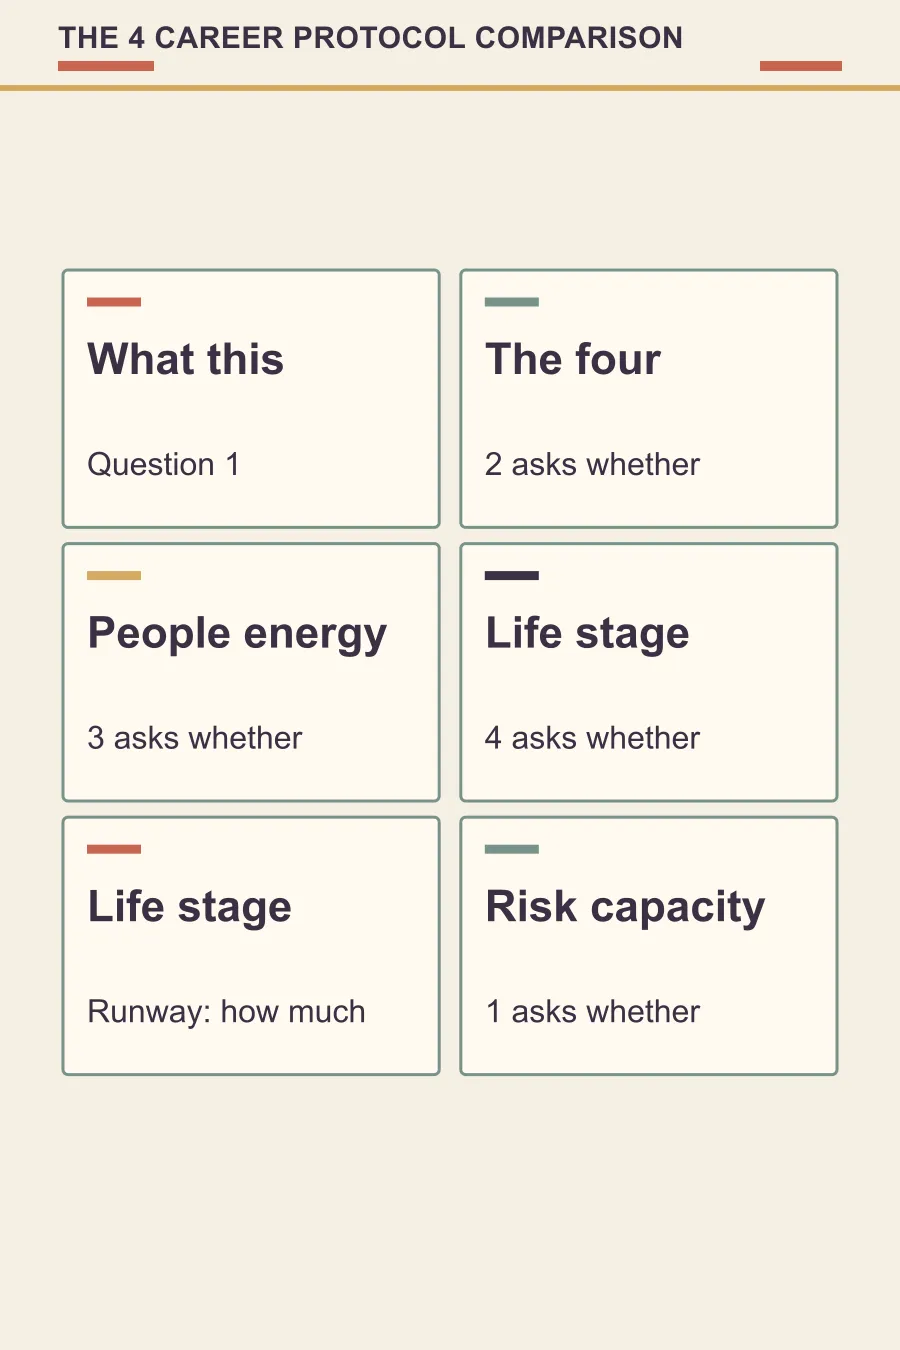 THE 4 CAREER PROTOCOL COMPARISON
What this
Question 1
The four
2 asks whether
People energy
3 asks whether
Life stage
4 asks whether
Life stage
Runway: how much
Risk capacity
1 asks whether